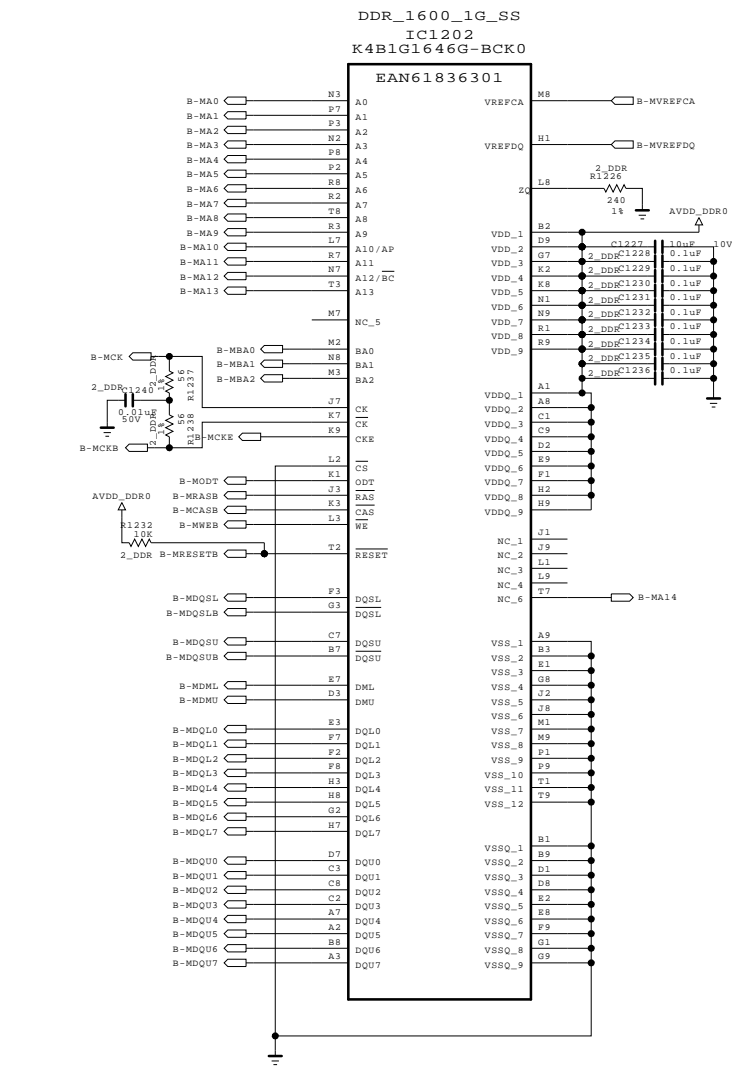 DDR_1600_1G_SS
IC1202
K4B1G1646G-BCK0
EAN61836301
B-MA0 N3 A0
B-MA1 P7 A1
B-MA2 P3 A2
B-MA3 N2 A3
B-MA4 P8 A4
B-MA5 P2 A5
B-MA6 R8 A6
B-MA7 R2 A7
B-MA8 T8 A8
B-MA9 R3 A9
B-MA10 L7 A10/AP
B-MA11 R7 A11
B-MA12 N7 A12/BC
B-MA13 T3 A13
M7 NC_5
B-MBA0 M2 BA0
B-MBA1 N8 BA1
B-MBA2 M3 BA2
B-MCK
2_DDR
1%
56
R1237
2_DDR C1240
0.01uF
50V
2_DDR
1%
56
R1238
B-MCKB
J7 CK
K7 CK
B-MCKE K9 CKE
L2 CS
B-MODT K1 ODT
B-MRASB J3 RAS
B-MCASB K3 CAS
B-MWEB L3 WE
AVDD_DDR0
R1232
10K
2_DDR
B-MRESETB T2 RESET
B-MDQSL F3 DQSL
B-MDQSLB G3 DQSL
B-MDQSU C7 DQSU
B-MDQSUB B7 DQSU
B-MDML E7 DML
B-MDMU D3 DMU
B-MDQL0 E3 DQL0
B-MDQL1 F7 DQL1
B-MDQL2 F2 DQL2
B-MDQL3 F8 DQL3
B-MDQL4 H3 DQL4
B-MDQL5 H8 DQL5
B-MDQL6 G2 DQL6
B-MDQL7 H7 DQL7
B-MDQU0 D7 DQU0
B-MDQU1 C3 DQU1
B-MDQU2 C8 DQU2
B-MDQU3 C2 DQU3
B-MDQU4 A7 DQU4
B-MDQU5 A2 DQU5
B-MDQU6 B8 DQU6
B-MDQU7 A3 DQU7
VREFCA M8 B-MVREFCA
VREFDQ H1 B-MVREFDQ
ZQ L8
2_DDR
R1226
240
1%
AVDD_DDR0
VDD_1 B2
VDD_2 D9
VDD_3 G7
VDD_4 K2
VDD_5 K8
VDD_6 N1
VDD_7 N9
VDD_8 R1
VDD_9 R9
C1227 10uF 10V
2_DDR C1228 0.1uF
2_DDR C1229 0.1uF
2_DDR C1230 0.1uF
2_DDR C1231 0.1uF
2_DDR C1232 0.1uF
2_DDR C1233 0.1uF
2_DDR C1234 0.1uF
2_DDR C1235 0.1uF
2_DDR C1236 0.1uF
VDDQ_1 A1
VDDQ_2 A8
VDDQ_3 C1
VDDQ_4 C9
VDDQ_5 D2
VDDQ_6 E9
VDDQ_7 F1
VDDQ_8 H2
VDDQ_9 H9
NC_1 J1
NC_2 J9
NC_3 L1
NC_4 L9
NC_6 T7 B-MA14
VSS_1 A9
VSS_2 B3
VSS_3 E1
VSS_4 G8
VSS_5 J2
VSS_6 J8
VSS_7 M1
VSS_8 M9
VSS_9 P1
VSS_10 P9
VSS_11 T1
VSS_12 T9
VSSQ_1 B1
VSSQ_2 B9
VSSQ_3 D1
VSSQ_4 D8
VSSQ_5 E2
VSSQ_6 E8
VSSQ_7 F9
VSSQ_8 G1
VSSQ_9 G9